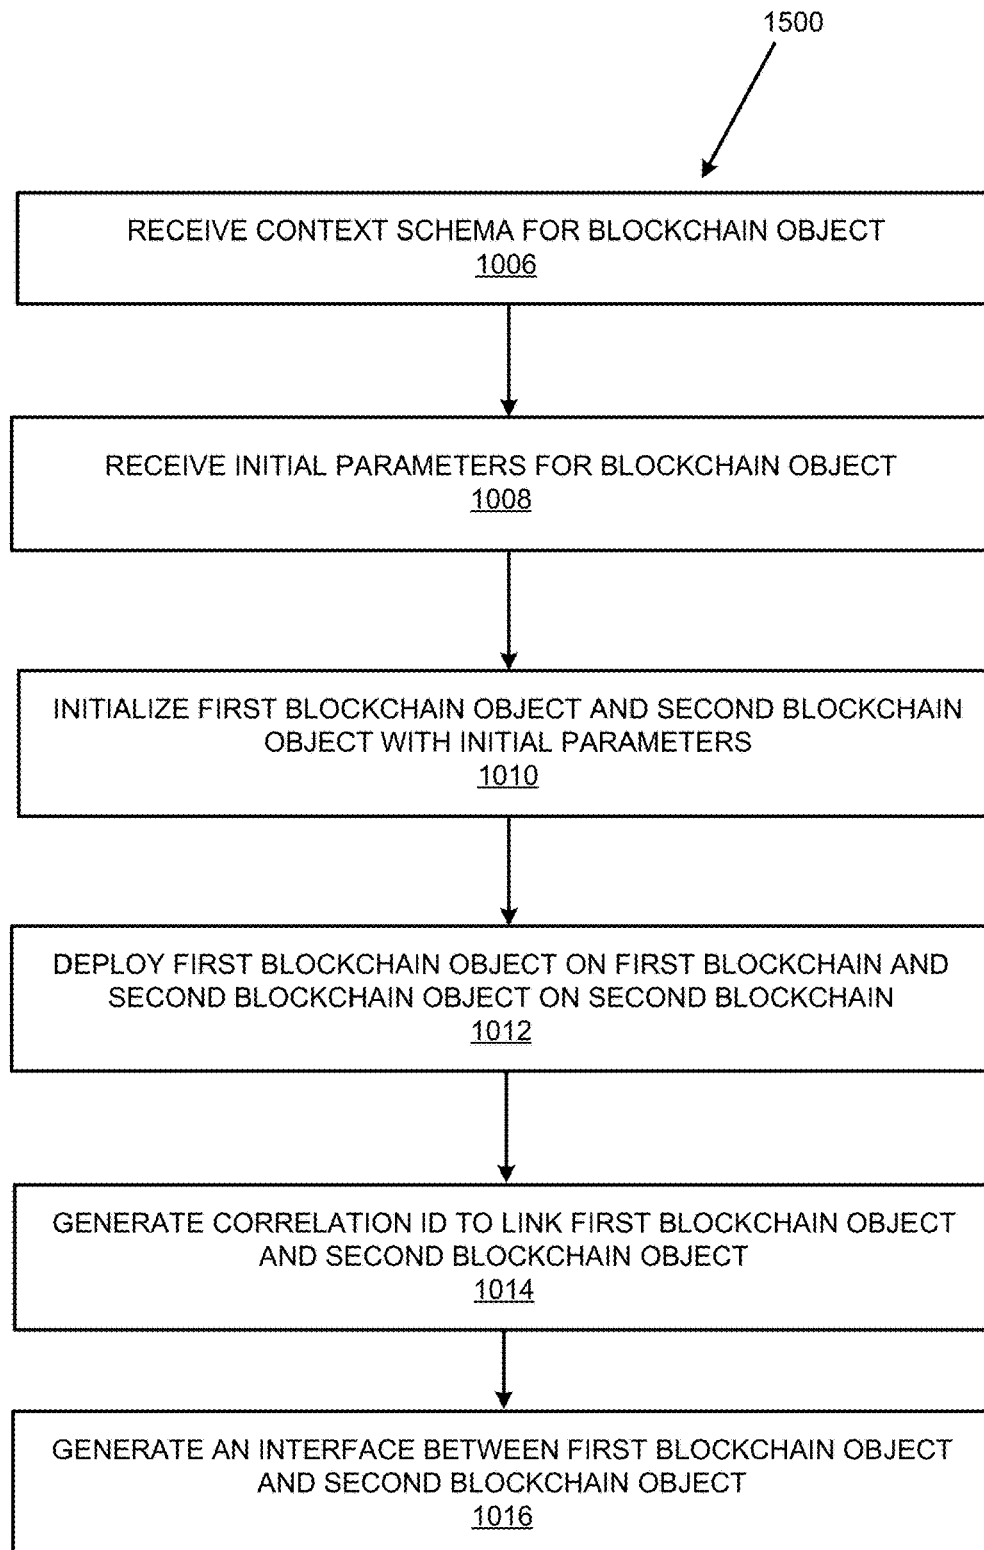 1500
RECEIVE CONTEXT SCHEMA FOR BLOCKCHAIN OBJECT
1006
RECEIVE INITIAL PARAMETERS FOR BLOCKCHAIN OBJECT
1008
INITIALIZE FIRST BLOCKCHAIN OBJECT AND SECOND BLOCKCHAIN
OBJECT WITH INITIAL PARAMETERS
1010
DEPLOY FIRST BLOCKCHAIN OBJECT ON FIRST BLOCKCHAIN AND
SECOND BLOCKCHAIN OBJECT ON SECOND BLOCKCHAIN
1012
GENERATE CORRELATION ID TO LINK FIRST BLOCKCHAIN OBJECT
AND SECOND BLOCKCHAIN OBJECT
1014
GENERATE AN INTERFACE BETWEEN FIRST BLOCKCHAIN OBJECT
AND SECOND BLOCKCHAIN OBJECT
1016